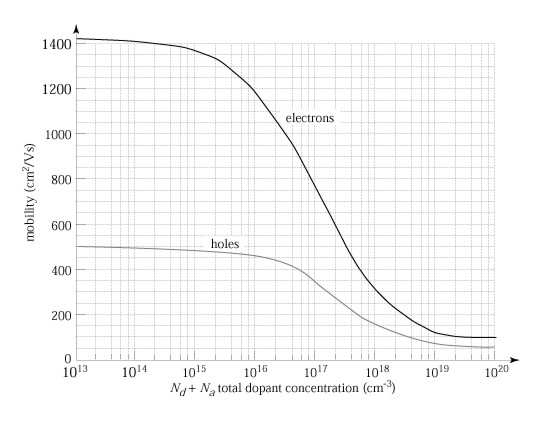 1400
1200
1000
800
600
400
200
0
mobility (cm²/Vs)
electrons
holes
10¹³ 10¹⁴ 10¹⁵ 10¹⁶ 10¹⁷ 10¹⁸ 10¹⁹ 10²⁰
N_d + N_a total dopant concentration (cm⁻³)